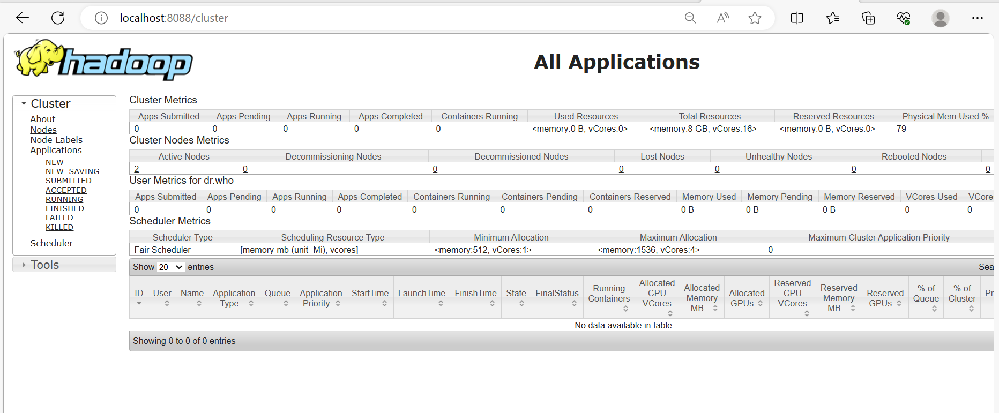 localhost:8088/cluster
hadoop
All Applications
Cluster
About
Nodes
Node Labels
Applications
NEW
NEW_SAVING
SUBMITTED
ACCEPTED
RUNNING
FINISHED
FAILED
KILLED
Scheduler
Tools
Cluster Metrics
Apps Submitted Apps Pending Apps Running Apps Completed Containers Running Used Resources Total Resources Reserved Resources Physical Mem Used %
0 0 0 0 0 <memory:0 B, vCores:0> <memory:8 GB, vCores:16> <memory:0 B, vCores:0> 79
Cluster Nodes Metrics
Active Nodes Decommissioning Nodes Decommissioned Nodes Lost Nodes Unhealthy Nodes Rebooted Nodes
2 0 0 0 0 0 0
User Metrics for dr.who
Apps Submitted Apps Pending Apps Running Apps Completed Containers Running Containers Pending Containers Reserved Memory Used Memory Pending Memory Reserved VCores Used VCore
0 0 0 0 0 0 0 0 B 0 B 0 B 0 0
Scheduler Metrics
Scheduler Type Scheduling Resource Type Minimum Allocation Maximum Allocation Maximum Cluster Application Priority
Fair Scheduler [memory-mb (unit=Mi), vcores] <memory:512, vCores:1> <memory:1536, vCores:4> 0
Show 20 entries Sea
ID User Name Application Type Queue Application Priority StartTime LaunchTime FinishTime State FinalStatus Running Containers Allocated CPU VCores Allocated Memory MB Allocated GPUs Reserved CPU VCores Reserved Memory MB Reserved GPUs % of Queue % of Cluster Pr
No data available in table
Showing 0 to 0 of 0 entries